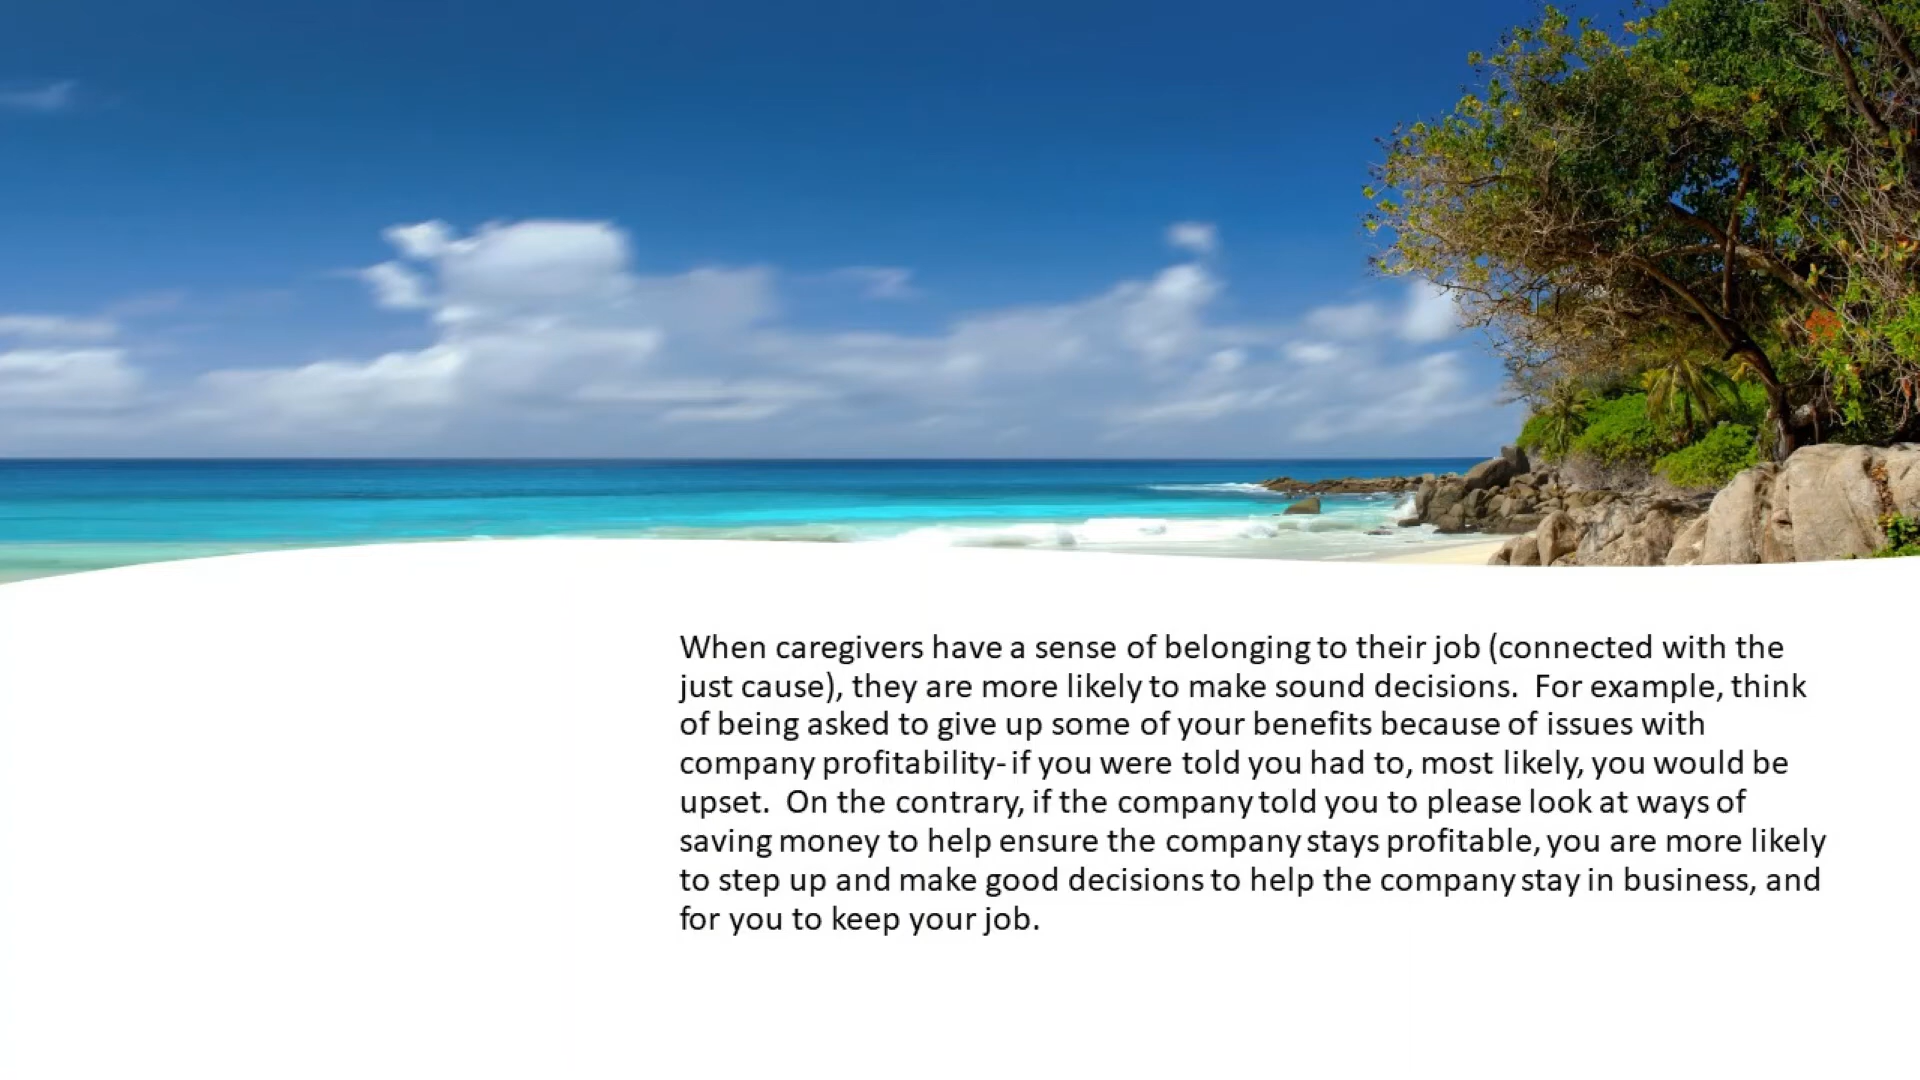 When caregivers have a sense of belonging to their job (connected with the
just cause), they are more likely to make sound decisions.  For example, think
of being asked to give up some of your benefits because of issues with
company profitability- if you were told you had to, most likely, you would be
upset.  On the contrary, if the company told you to please look at ways of
saving money to help ensure the company stays profitable, you are more likely
to step up and make good decisions to help the company stay in business, and
for you to keep your job.